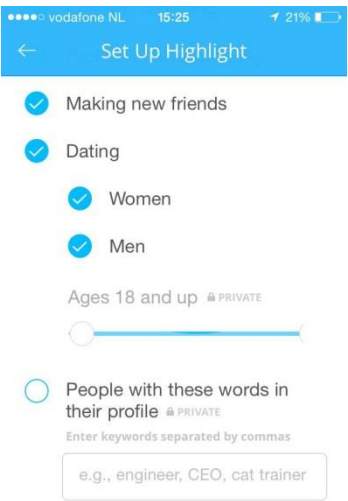 vodafone NL 15:25 21%
Set Up Highlight
Making new friends
Dating
Women
Men
Ages 18 and up PRIVATE
People with these words in
their profile PRIVATE
Enter keywords separated by commas
e.g., engineer, CEO, cat trainer